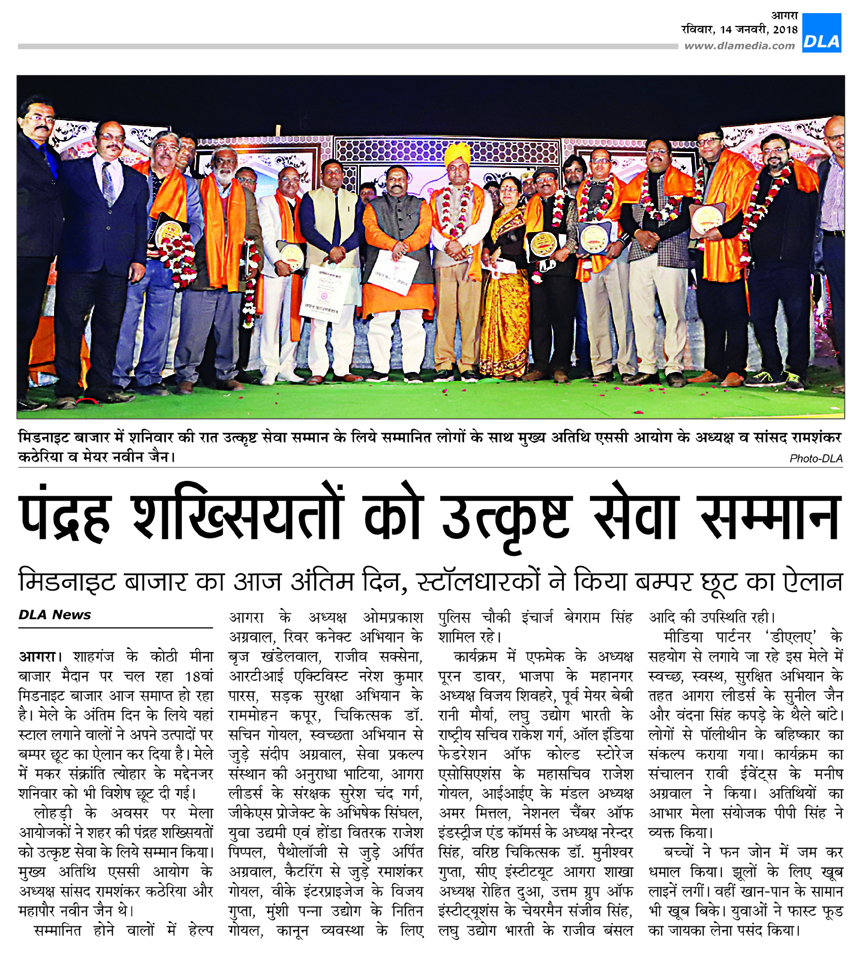 आगरा
रविवार, 14 जनवरी, 2018
www.dlamedia.com
DLA
मिडनाइट बाजार में शनिवार की रात उत्कृष्ट सेवा सम्मान के लिये सम्मानित लोगों के साथ मुख्य अतिथि एससी आयोग के अध्यक्ष व सांसद रामशंकर
कठेरिया व मेयर नवीन जैन।
Photo-DLA
पंद्रह शख्सियतों को उत्कृष्ट सेवा सम्मान
मिडनाइट बाजार का आज अंतिम दिन, स्टॉलधारकों ने किया बम्पर छूट का ऐलान
DLA News
आगरा। शाहगंज के कोठी मीना
बाजार मैदान पर चल रहा 18वां
मिडनाइट बाजार आज समाप्त हो रहा
है। मेले के अंतिम दिन के लिये यहां
स्टाल लगाने वालों ने अपने उत्पादों पर
बम्पर छूट का ऐलान कर दिया है। मेले
में मकर संक्रांति त्योहार के मद्देनजर
शनिवार को भी विशेष छूट दी गई।
लोहड़ी के अवसर पर मेला
आयोजकों ने शहर की पंद्रह शख्सियतों
को उत्कृष्ट सेवा के लिये सम्मान किया।
मुख्य अतिथि एससी आयोग के
अध्यक्ष सांसद रामशंकर कठेरिया और
महापौर नवीन जैन थे।
सम्मानित होने वालों में हेल्प
आगरा के अध्यक्ष ओमप्रकाश
अग्रवाल, रिवर कनेक्ट अभियान के
बृज खंडेलवाल, राजीव सक्सेना,
आरटीआई एक्टिविस्ट नरेश कुमार
पारस, सड़क सुरक्षा अभियान के
राममोहन कपूर, चिकित्सक डॉ.
सचिन गोयल, स्वच्छता अभियान से
जुड़े संदीप अग्रवाल, सेवा प्रकल्प
संस्थान की अनुराधा भाटिया, आगरा
लीडर्स के संरक्षक सुरेश चंद गर्ग,
जीकेएस प्रोजेक्ट के अभिषेक सिंघल,
युवा उद्यमी एवं होंडा वितरक राजेश
पिप्पल, पैथोलॉजी से जुड़े अर्पित
अग्रवाल, कैटरिंग से जुड़े रमाशंकर
गोयल, वीके इंटरप्राइजेज के विजय
गुप्ता, मुंशी पन्ना उद्योग के नितिन
गोयल, कानून व्यवस्था के लिए
पुलिस चौकी इंचार्ज बेगराम सिंह
शामिल रहे।
कार्यक्रम में एफमेक के अध्यक्ष
पूरन डावर, भाजपा के महानगर
अध्यक्ष विजय शिवहरे, पूर्व मेयर बेबी
रानी मौर्या, लघु उद्योग भारती के
राष्ट्रीय सचिव राकेश गर्ग, ऑल इंडिया
फेडरेशन ऑफ कोल्ड स्टोरेज
एसोसिएशंस के महासचिव राजेश
गोयल, आईआईए के मंडल अध्यक्ष
अमर मित्तल, नेशनल चैंबर ऑफ
इंडस्ट्रीज एंड कॉमर्स के अध्यक्ष नरेन्दर
सिंह, वरिष्ठ चिकित्सक डॉ. मुनीश्वर
गुप्ता, सीए इंस्टीटयूट आगरा शाखा
अध्यक्ष रोहित दुआ, उत्तम ग्रुप ऑफ
इंस्टीट्यूशंस के चेयरमैन संजीव सिंह,
लघु उद्योग भारती के राजीव बंसल
आदि की उपस्थिति रही।
मीडिया पार्टनर 'डीएलए' के
सहयोग से लगाये जा रहे इस मेले में
स्वच्छ, स्वस्थ, सुरक्षित अभियान के
तहत आगरा लीडर्स के सुनील जैन
और वंदना सिंह कपड़े के थैले बांटे।
लोगों से पॉलीथीन के बहिष्कार का
संकल्प कराया गया। कार्यक्रम का
संचालन रावी ईवेंट्स के मनीष
अग्रवाल ने किया। अतिथियों का
आभार मेला संयोजक पीपी सिंह ने
व्यक्त किया।
बच्चों ने फन जोन में जम कर
धमाल किया। झूलों के लिए खूब
लाइनें लगीं। वहीं खान-पान के सामान
भी खूब बिके। युवाओं ने फास्ट फूड
का जायका लेना पसंद किया।